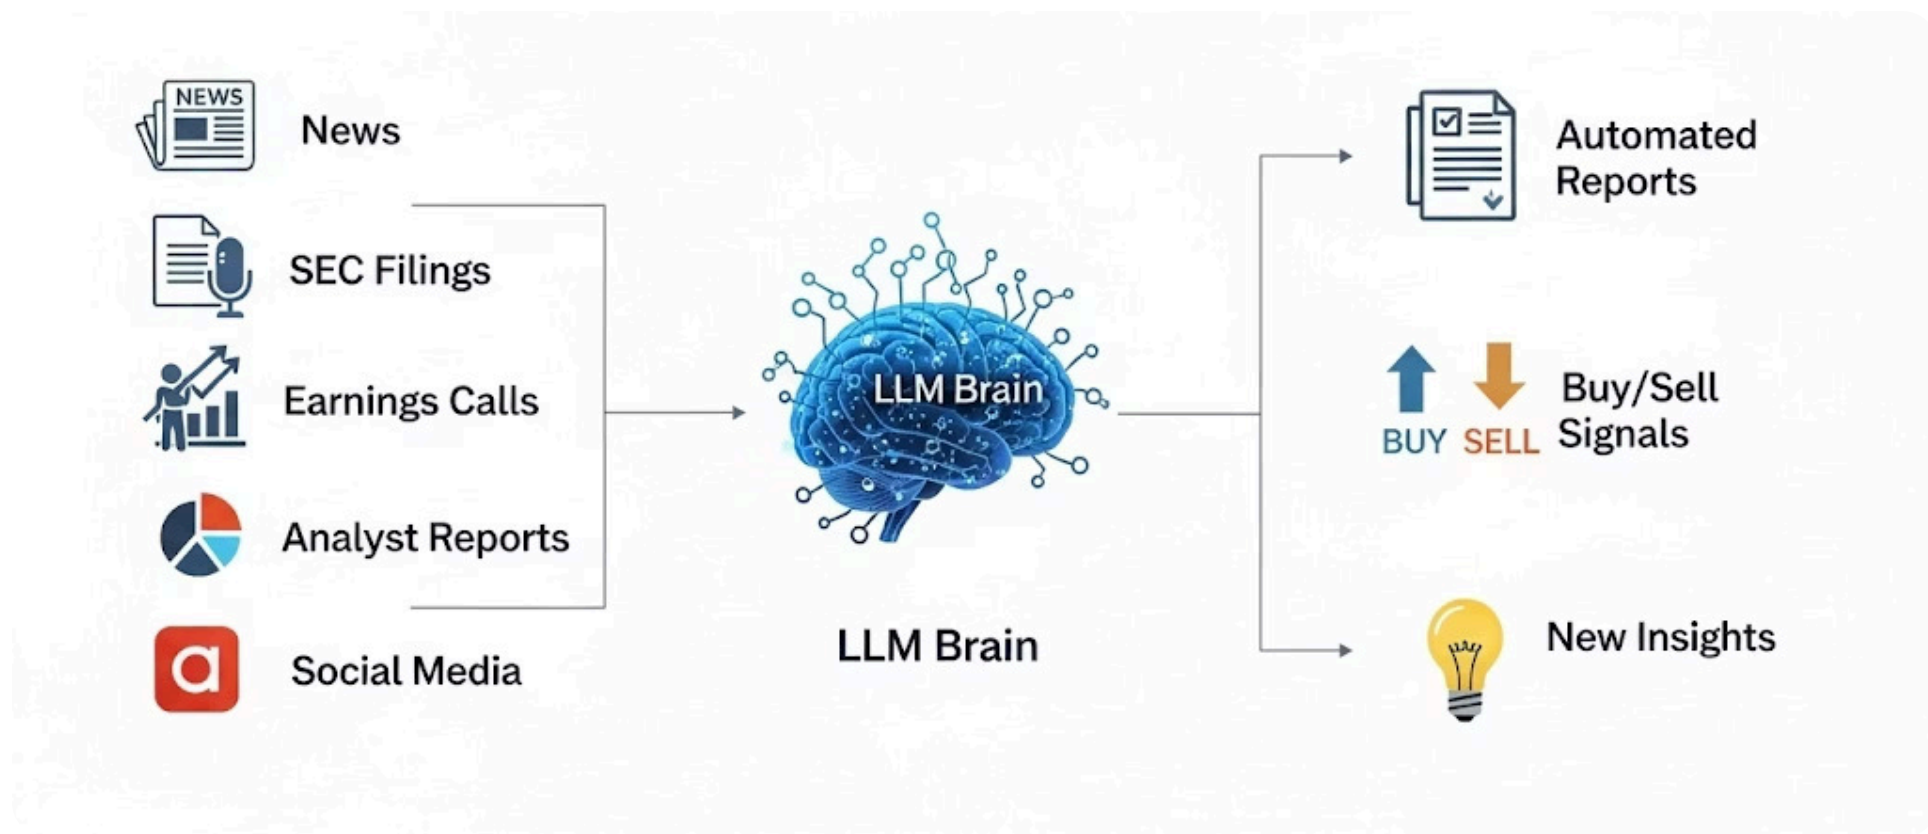 NEWS
News
SEC Filings
Earnings Calls
Analyst Reports
a
Social Media
LLM Brain
LLM Brain
Automated
Reports
BUY SELL
Buy/Sell
Signals
New Insights